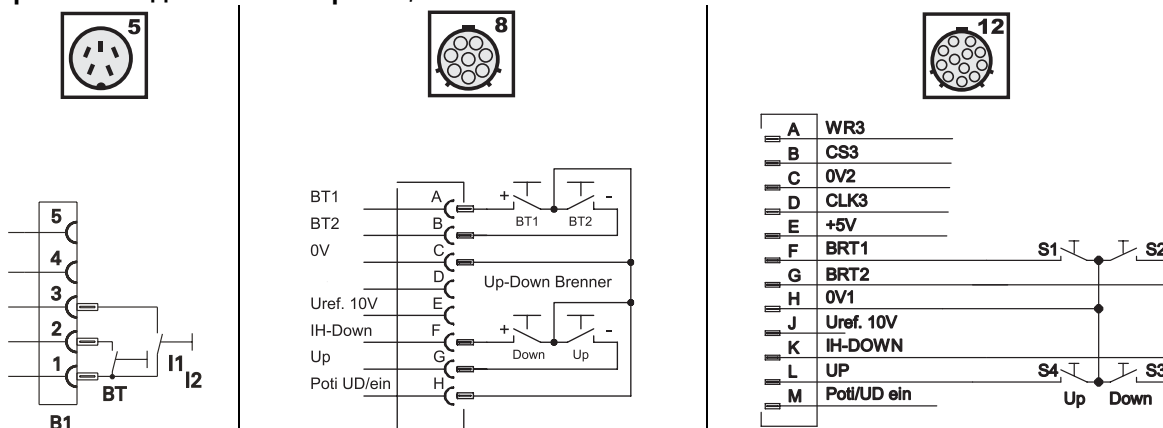 5
8
12
5
4
3
2
1
BT
I1
I2
B1
BT1
BT2
0V
Uref. 10V
IH-Down
Up
Poti UD/ein
A
B
C
D
E
F
G
H
+
-
BT1
BT2
Up-Down Brenner
+
-
Down
Up
A WR3
B CS3
C 0V2
D CLK3
E +5V
F BRT1
G BRT2
H 0V1
J Uref. 10V
K IH-DOWN
L UP
M Poti/UD ein
S1
S2
S4
S3
Up
Down